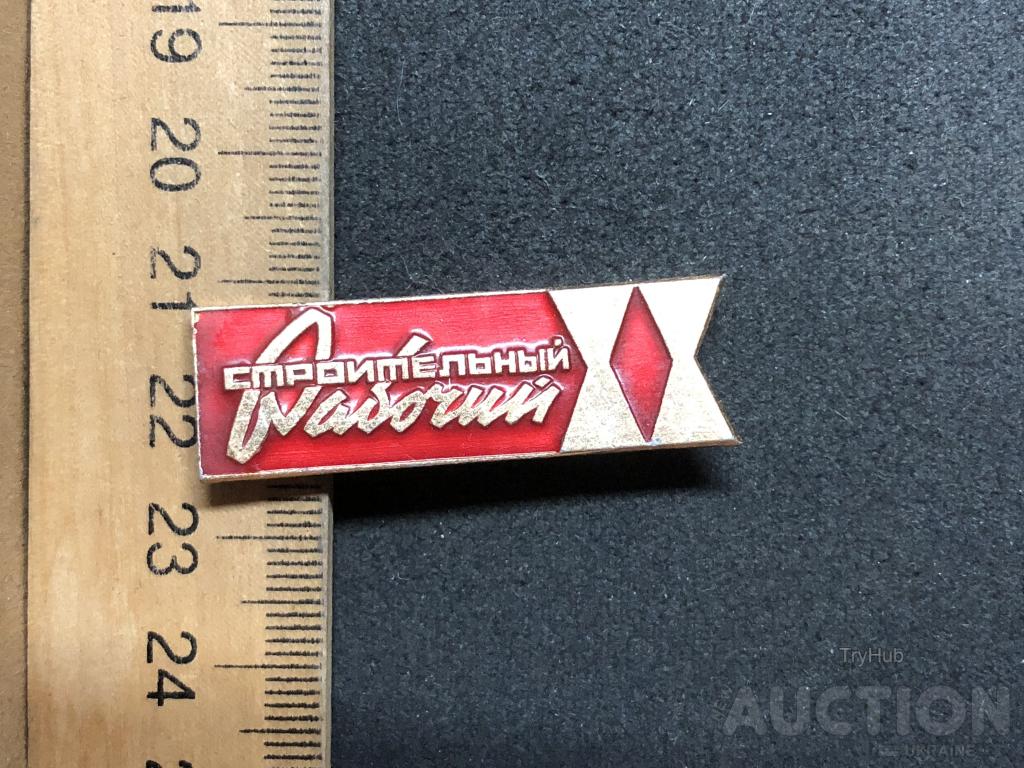 19
20
21
22
23
24
строительный
Рабочий
TryHub
AUCTION
UKRAINE